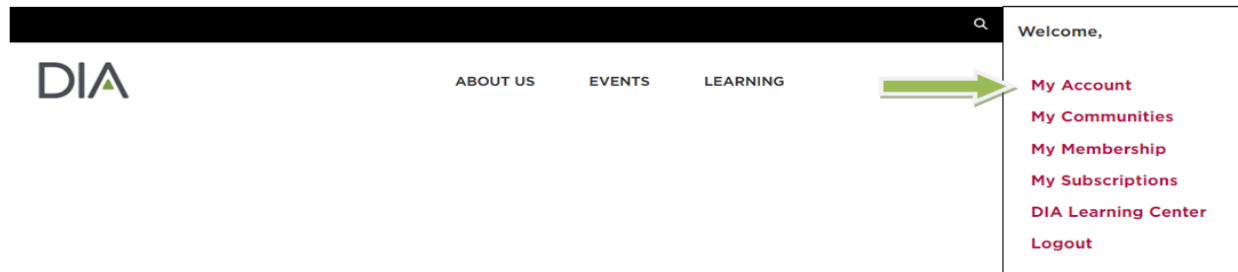 Welcome,
DIA
ABOUT US EVENTS LEARNING
My Account
My Communities
My Membership
My Subscriptions
DIA Learning Center
Logout